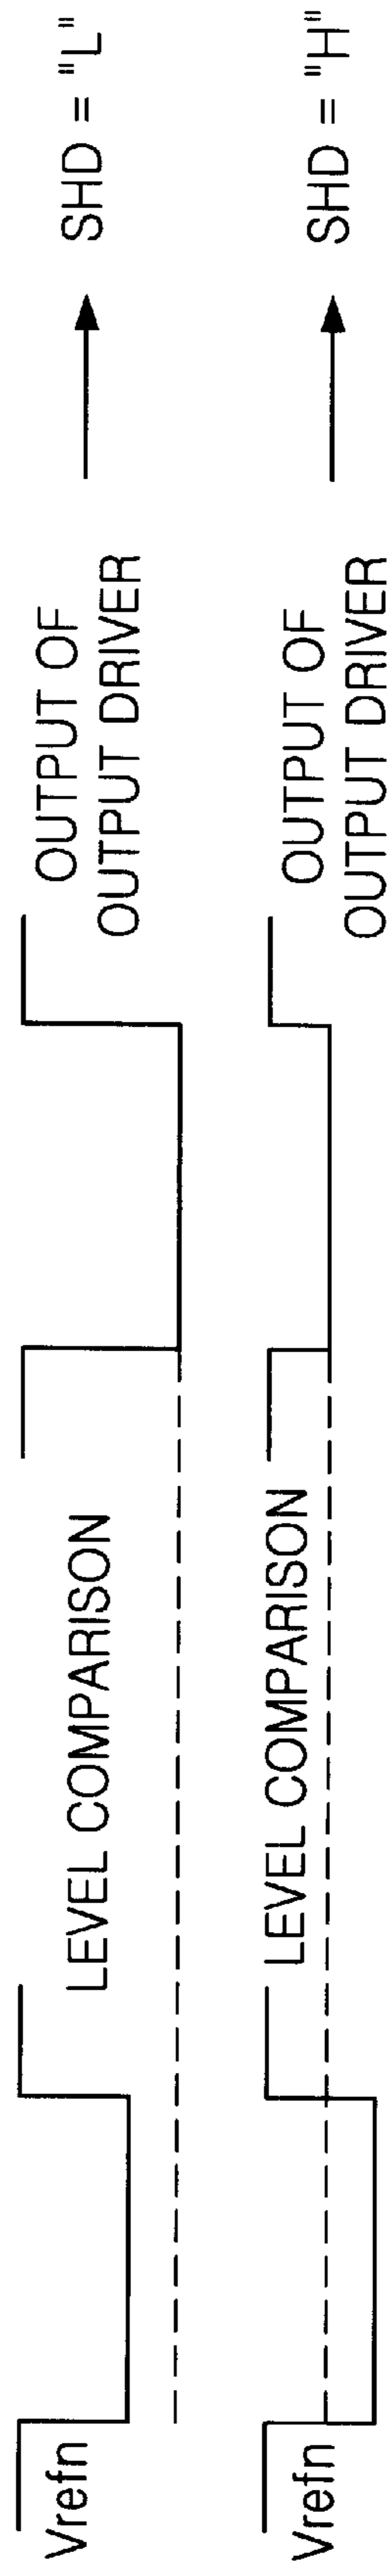 Vrefn
LEVEL COMPARISON
OUTPUT OF
OUTPUT DRIVER
SHD = "L"
Vrefn
LEVEL COMPARISON
OUTPUT OF
OUTPUT DRIVER
SHD = "H"